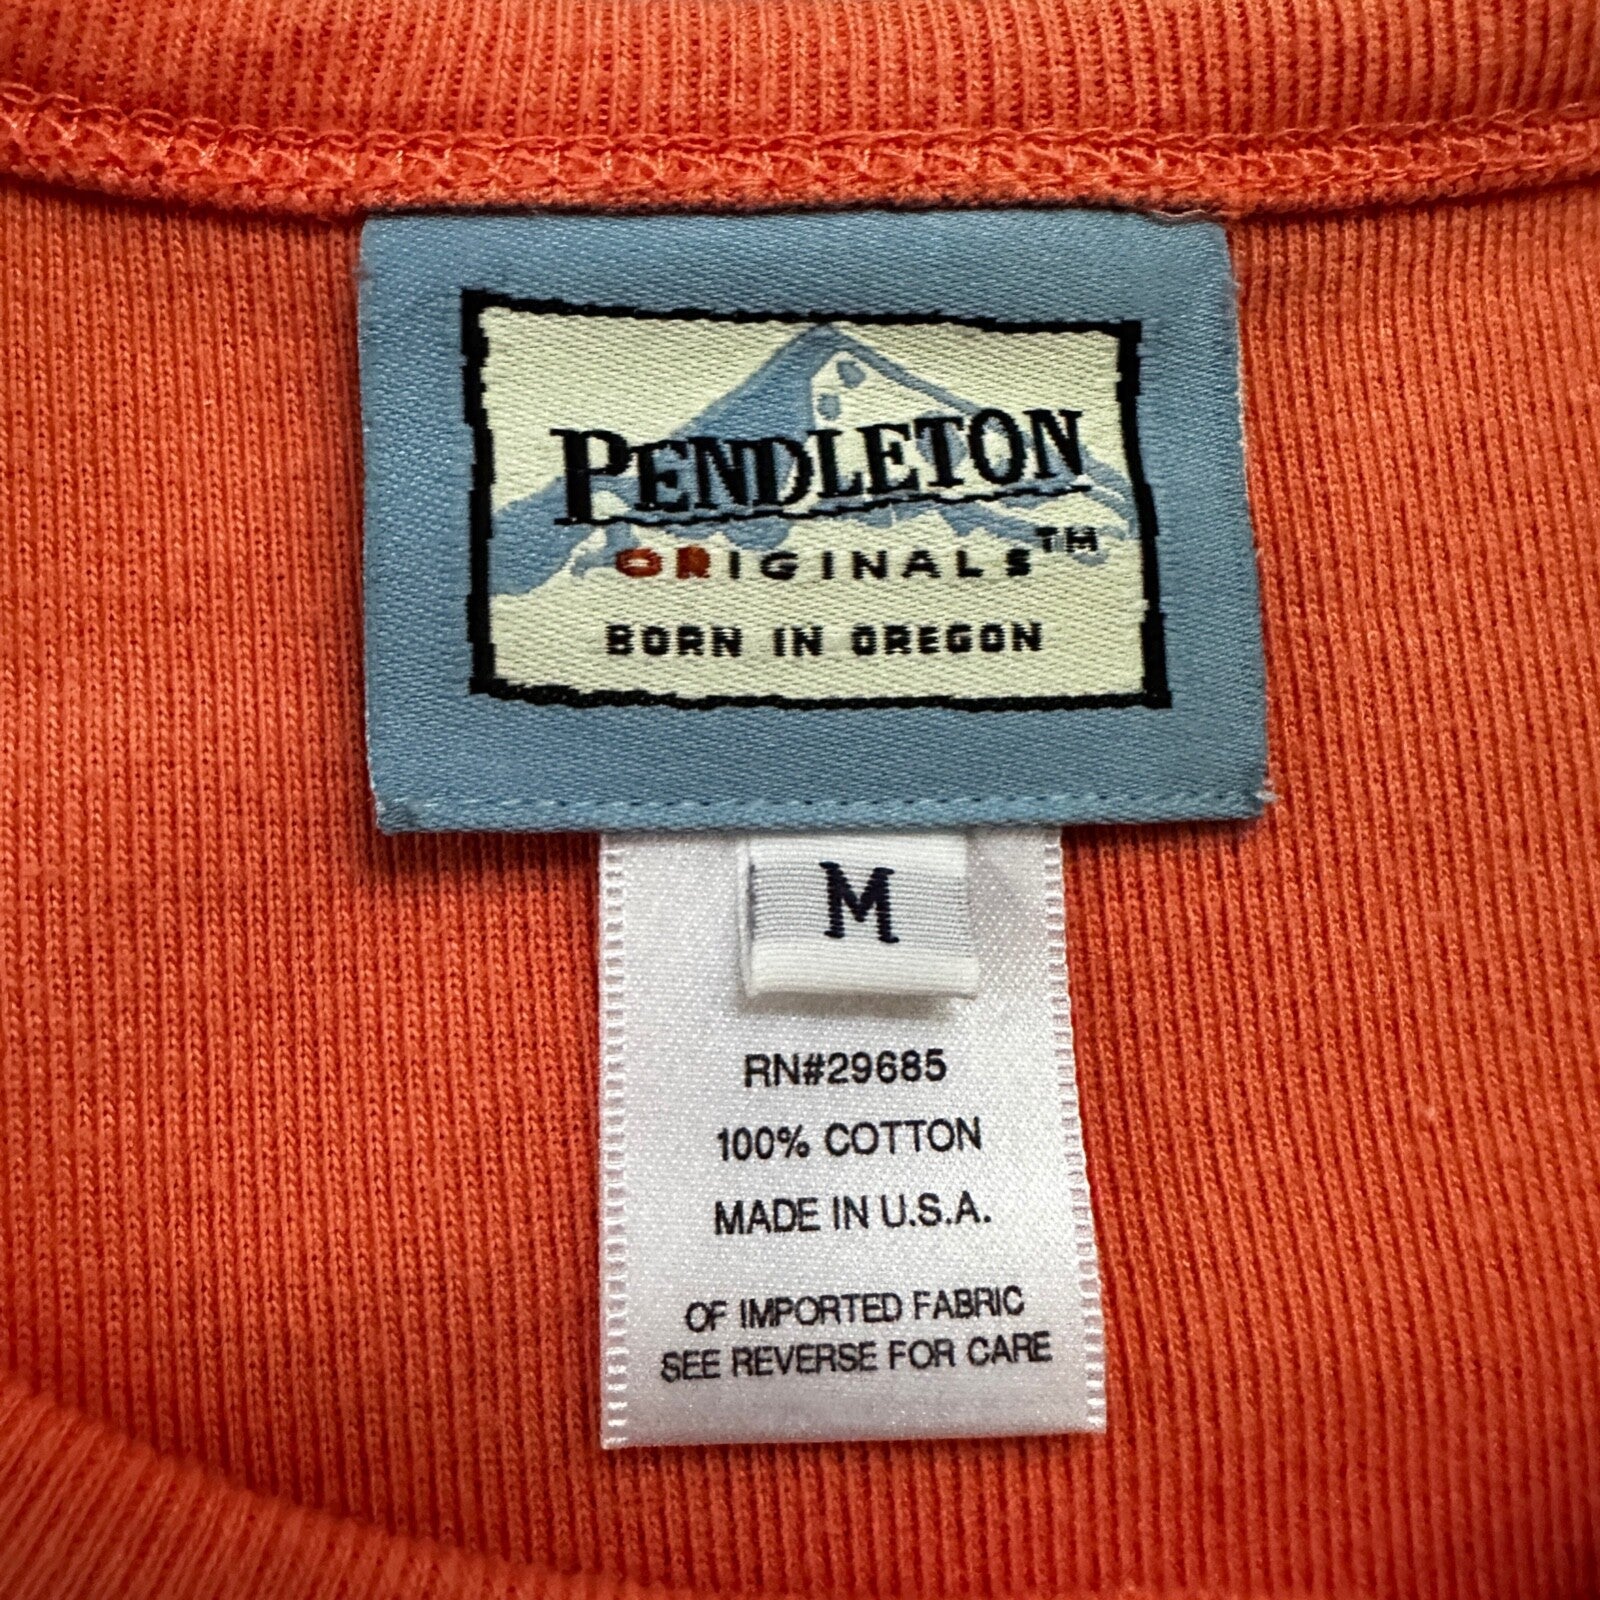 PENDLETON
ORIGINALS™
BORN IN OREGON
M
RN#29685
100% COTTON
MADE IN U.S.A.
OF IMPORTED FABRIC
SEE REVERSE FOR CARE